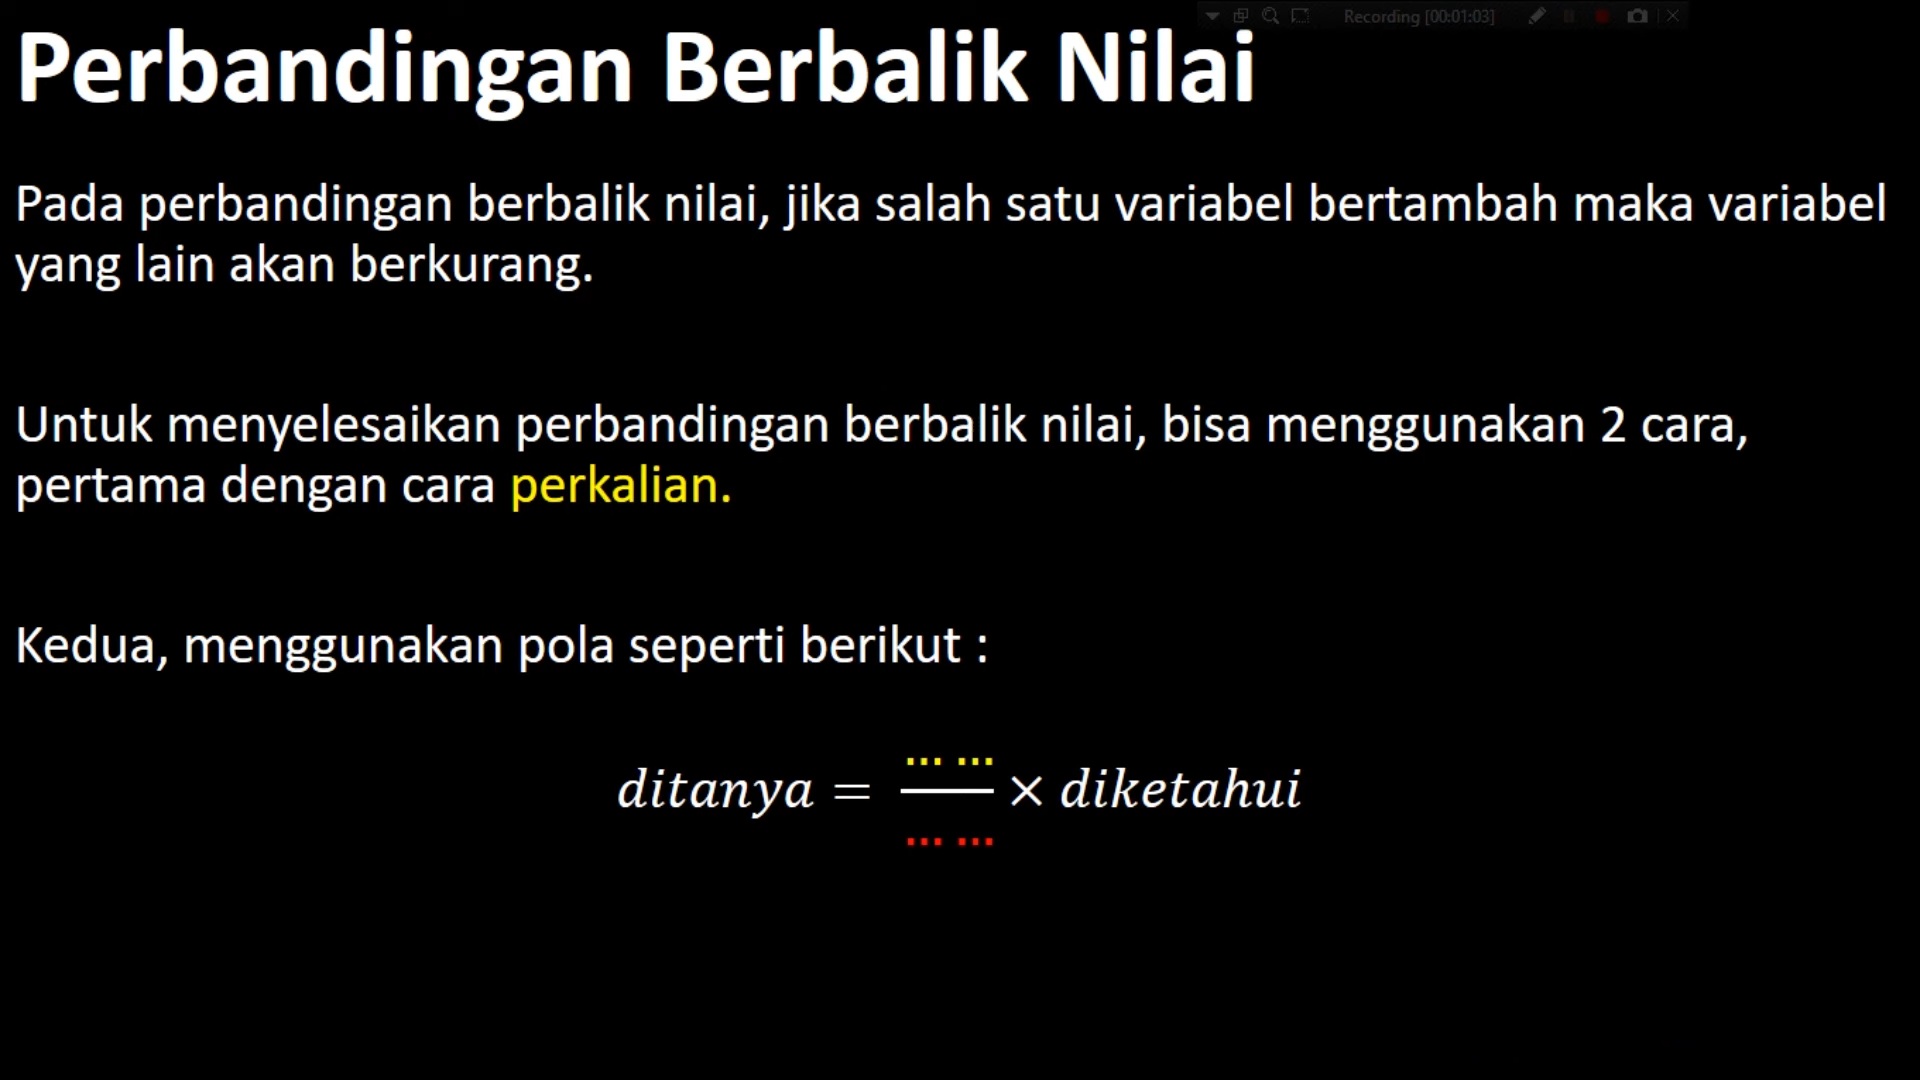 Recording [00:01:03]
Perbandingan Berbalik Nilai
Pada perbandingan berbalik nilai, jika salah satu variabel bertambah maka variabel
yang lain akan berkurang.
Untuk menyelesaikan perbandingan berbalik nilai, bisa menggunakan 2 cara,
pertama dengan cara perkalian.
Kedua, menggunakan pola seperti berikut :
ditanya = … … / … … × diketahui